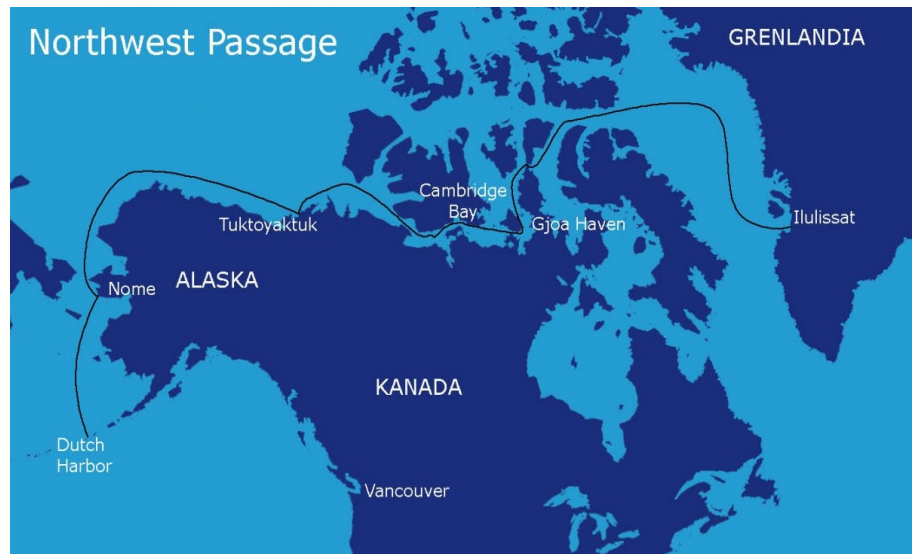 Northwest Passage
GRENLANDIA
Cambridge
Bay
Tuktoyaktuk
Gjoa Haven
Ilulissat
Nome
ALASKA
KANADA
Dutch
Harbor
Vancouver